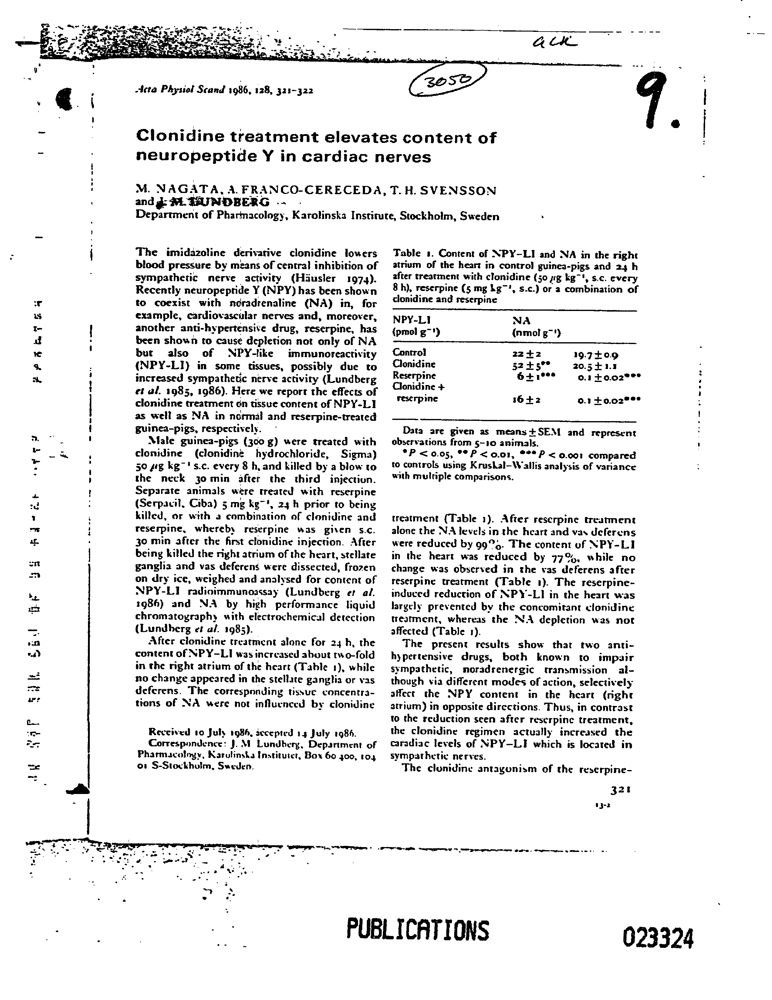 ack
3050
9.
Acta Physiol Scand 1986, 128, 321–322
Clonidine treatment elevates content of
neuropeptide Y in cardiac nerves
M. NAGATA, A. FRANCO-CERECEDA, T. H. SVENSSON
and J. M. LUNDBERG
Department of Pharmacology, Karolinska Institute, Stockholm, Sweden
The imidazoline derivative clonidine lowers
blood pressure by means of central inhibition of
sympathetic nerve activity (Häusler 1974).
Recently neuropeptide Y (NPY) has been shown
to coexist with noradrenaline (NA) in, for
example, cardiovascular nerves and, moreover,
another anti-hypertensive drug, reserpine, has
been shown to cause depletion not only of NA
but also of NPY-like immunoreactivity
(NPY-LI) in some tissues, possibly due to
increased sympathetic nerve activity (Lundberg
et al. 1985, 1986). Here we report the effects of
clonidine treatment on tissue content of NPY-LI
as well as NA in normal and reserpine-treated
guinea-pigs, respectively.
Male guinea-pigs (300 g) were treated with
clonidine (clonidine hydrochloride, Sigma)
50 µg kg⁻¹ s.c. every 8 h, and killed by a blow to
the neck 30 min after the third injection.
Separate animals were treated with reserpine
(Serpacil, Ciba) 5 mg kg⁻¹, 24 h prior to being
killed, or with a combination of clonidine and
reserpine, whereby reserpine was given s.c.
30 min after the first clonidine injection. After
being killed the right atrium of the heart, stellate
ganglia and vas deferens were dissected, frozen
on dry ice, weighed and analysed for content of
NPY-LI radioimmunoassay (Lundberg et al.
1986) and NA by high performance liquid
chromatography with electrochemical detection
(Lundberg et al. 1985).
After clonidine treatment alone for 24 h, the
content of NPY-LI was increased about two-fold
in the right atrium of the heart (Table 1), while
no change appeared in the stellate ganglia or vas
deferens. The corresponding tissue concentra-
tions of NA were not influenced by clonidine
Received 10 July 1986, accepted 14 July 1986.
Correspondence: J. M Lundberg, Department of
Pharmacology, Karolinska Institutet, Box 60 400, 104
01 S-Stockholm, Sweden.
Table 1. Content of NPY-LI and NA in the right
atrium of the heart in control guinea-pigs and 24 h
after treatment with clonidine (50 µg kg⁻¹, s.c. every
8 h), reserpine (5 mg kg⁻¹, s.c.) or a combination of
clonidine and reserpine
NPY-LI NA
(pmol g⁻¹) (nmol g⁻¹)
Control 22 ± 2 19.7 ± 0.9
Clonidine 52 ± 5** 20.5 ± 1.1
Reserpine 6 ± 1*** 0.1 ± 0.02***
Clonidine +
reserpine 16 ± 2 0.1 ± 0.02***
Data are given as means ± SEM and represent
observations from 5–10 animals.
*P < 0.05, **P < 0.01, ***P < 0.001 compared
to controls using Kruskal–Wallis analysis of variance
with multiple comparisons.
treatment (Table 1). After reserpine treatment
alone the NA levels in the heart and vas deferens
were reduced by 99%. The content of NPY-LI
in the heart was reduced by 77%, while no
change was observed in the vas deferens after
reserpine treatment (Table 1). The reserpine-
induced reduction of NPY-LI in the heart was
largely prevented by the concomitant clonidine
treatment, whereas the NA depletion was not
affected (Table 1).
The present results show that two anti-
hypertensive drugs, both known to impair
sympathetic, noradrenergic transmission al-
though via different modes of action, selectively
affect the NPY content in the heart (right
atrium) in opposite directions. Thus, in contrast
to the reduction seen after reserpine treatment,
the clonidine regimen actually increased the
caradiac levels of NPY-LI which is located in
sympathetic nerves.
The clonidine antagonism of the reserpine-
321
13-2
PUBLICATIONS
023324